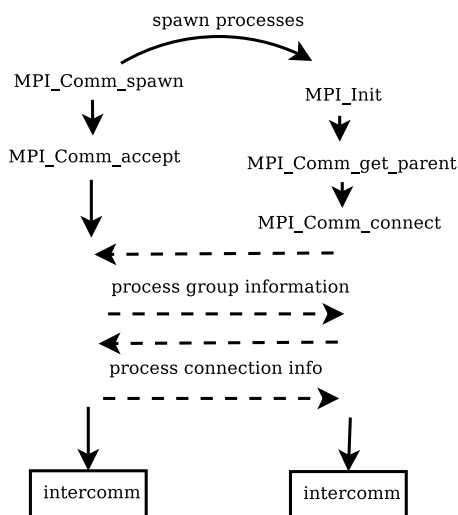 spawn processes
MPI_Comm_spawn
MPI_Init
MPI_Comm_accept
MPI_Comm_get_parent
MPI_Comm_connect
process group information
process connection info
intercomm
intercomm